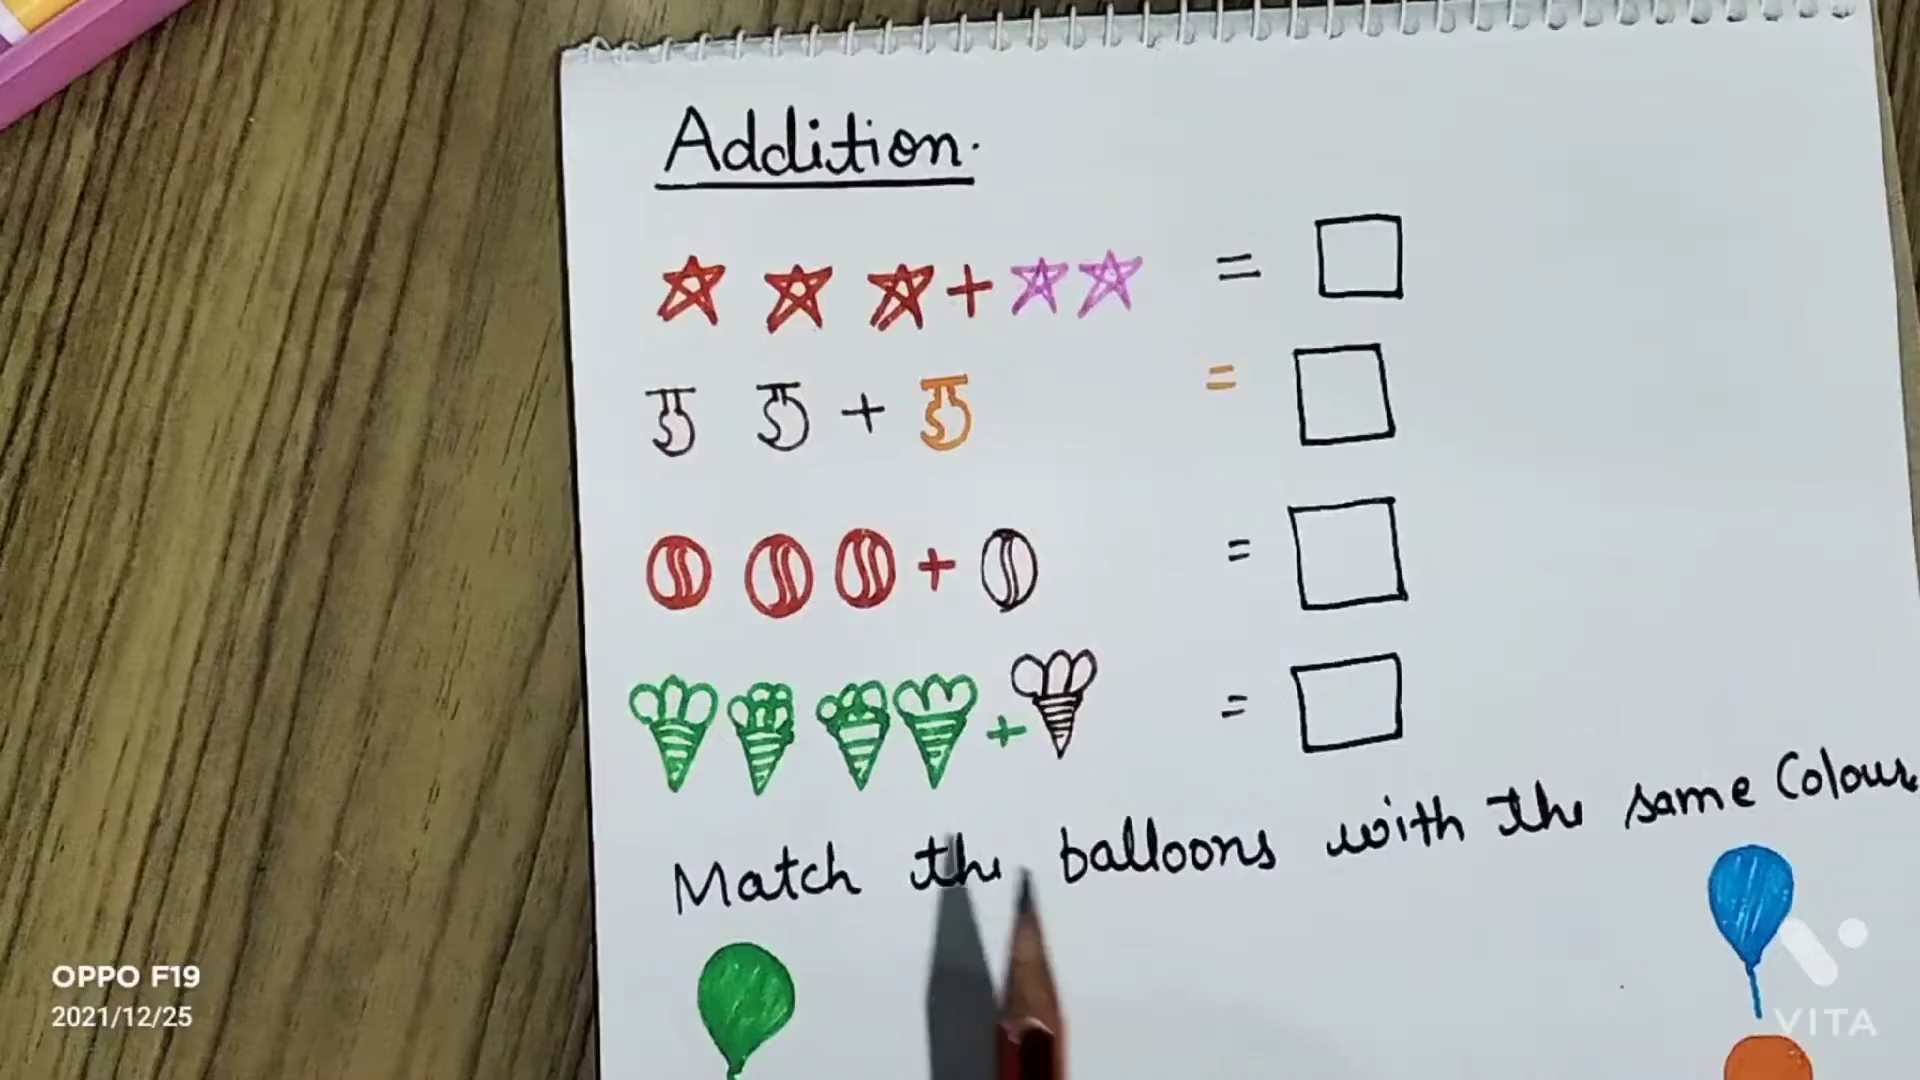 Addition.
+ =
+ =
+ =
+ =
Match the balloons with the same Colour
OPPO F19
2021/12/25
VITA